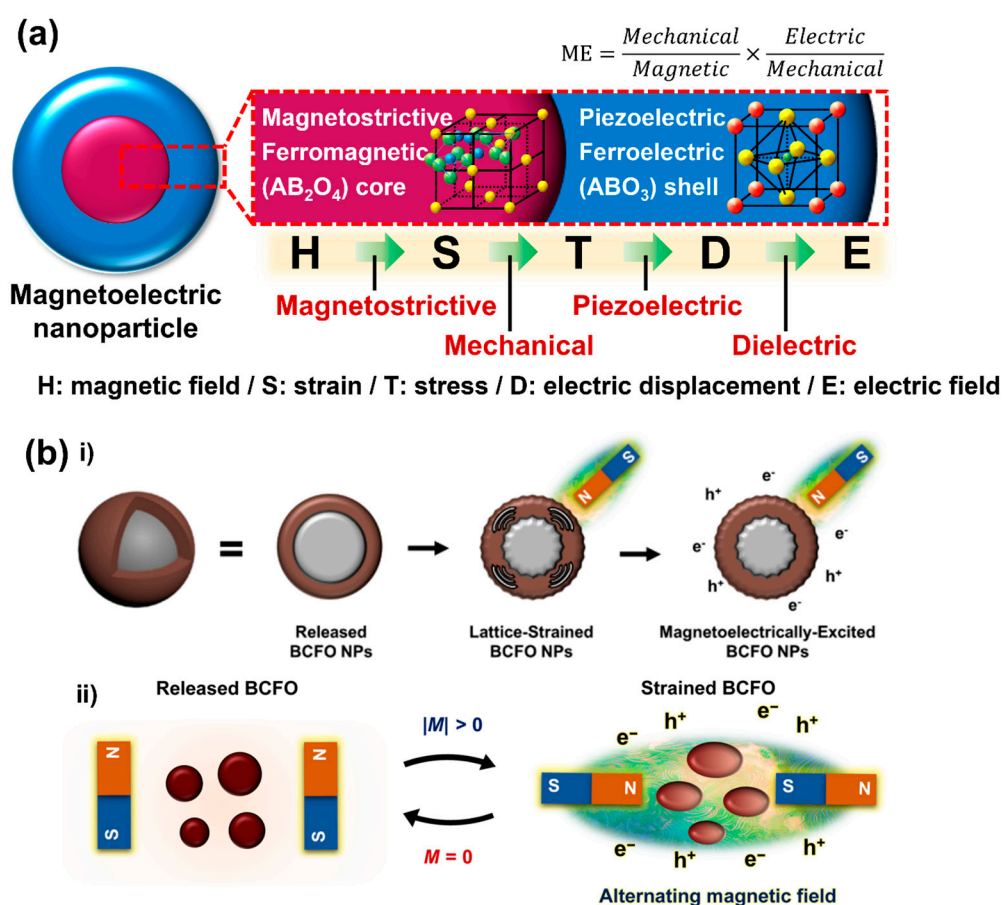 (a)
ME = Mechanical/Magnetic × Electric/Mechanical
Magnetostrictive
Ferromagnetic
(AB₂O₄) core
Piezoelectric
Ferroelectric
(ABO₃) shell
Magnetoelectric
nanoparticle
H S T D E
Magnetostrictive
Piezoelectric
Mechanical
Dielectric
H: magnetic field / S: strain / T: stress / D: electric displacement / E: electric field
(b) i)
=
N S
N S
e⁻
h⁺
e⁻
e⁻
h⁺
h⁺
e⁻
Released
BCFO NPs
Lattice-Strained
BCFO NPs
Magnetoelectrically-Excited
BCFO NPs
ii)
Released BCFO
N
S
N
S
|M| > 0
M = 0
Strained BCFO
e⁻ h⁺ e⁻ h⁺
S N
S N
e⁻ h⁺ e⁻ h⁺
Alternating magnetic field